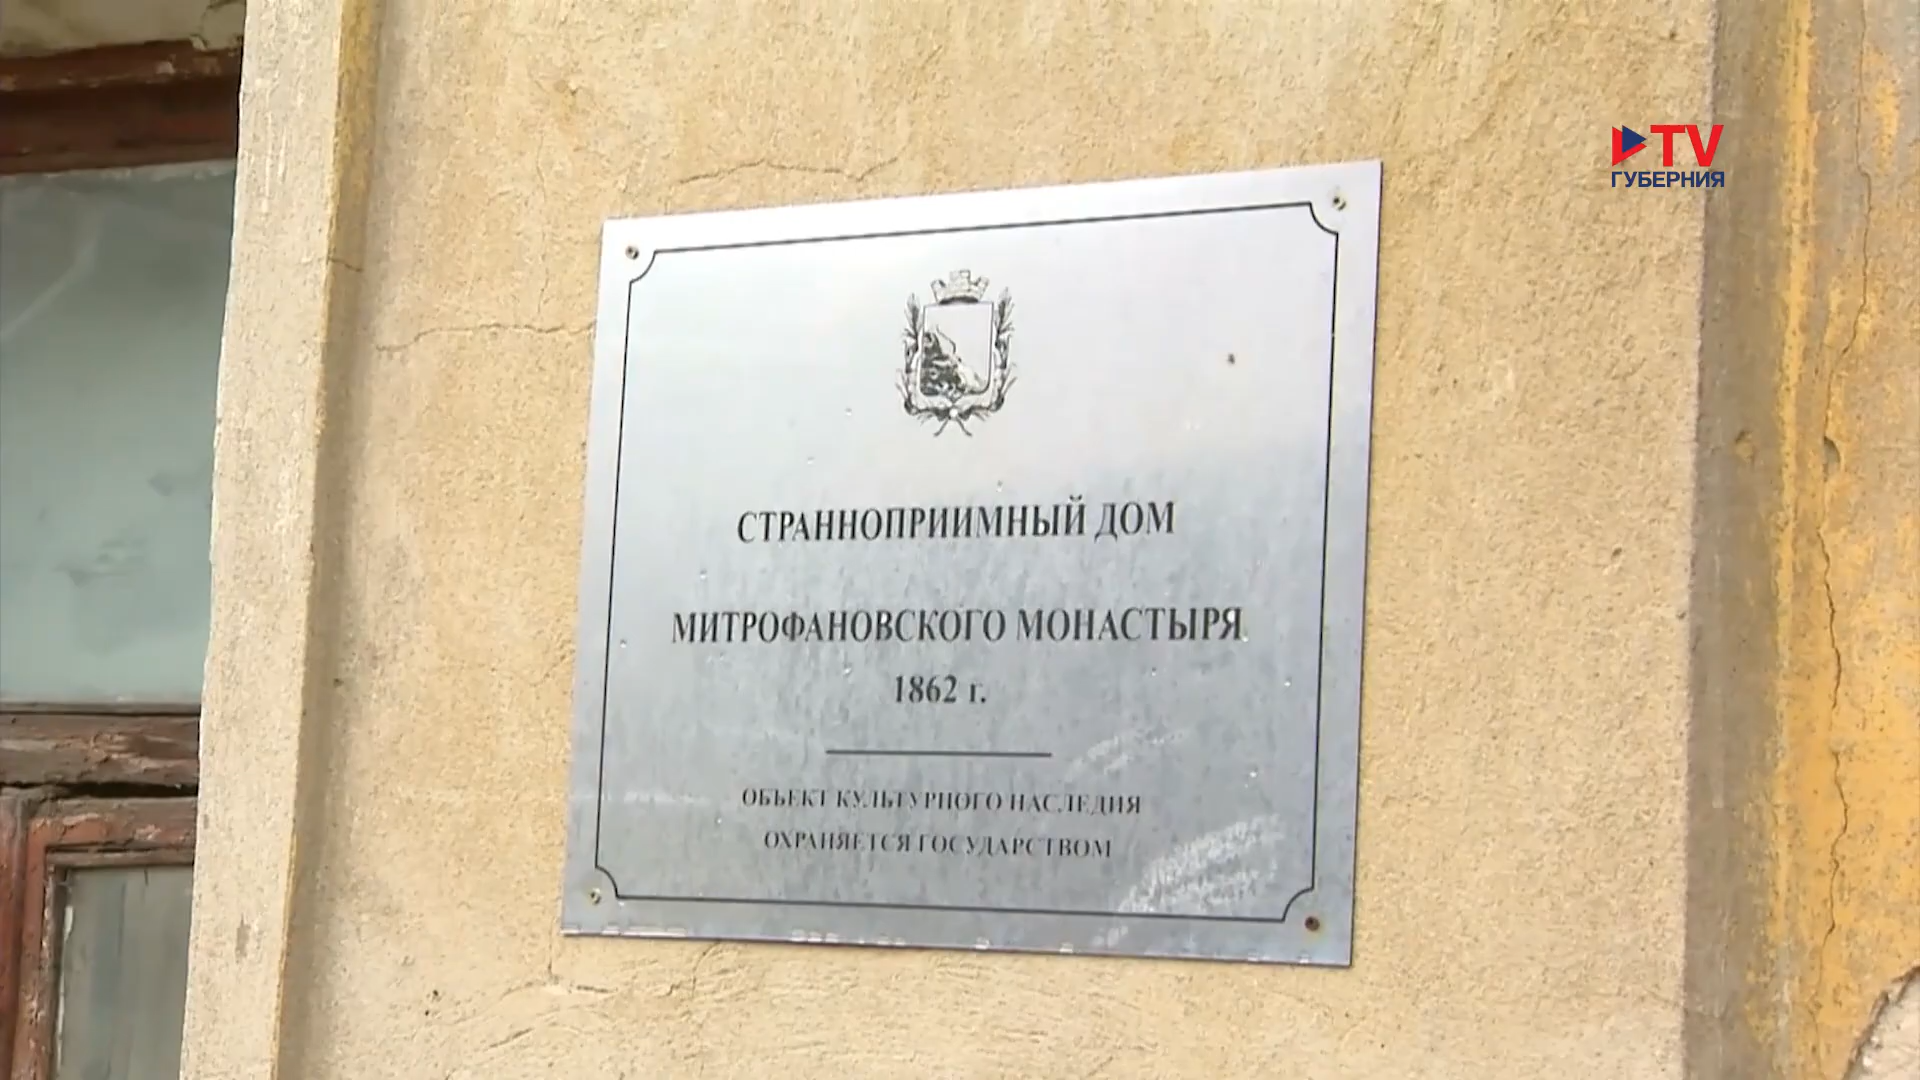 TV
ГУБЕРНИЯ
СТРАННОПРИИМНЫЙ ДОМ
МИТРОФАНОВСКОГО МОНАСТЫРЯ
1862 г.
ОБЪЕКТ КУЛЬТУРНОГО НАСЛЕДИЯ
ОХРАНЯЕТСЯ ГОСУДАРСТВОМ